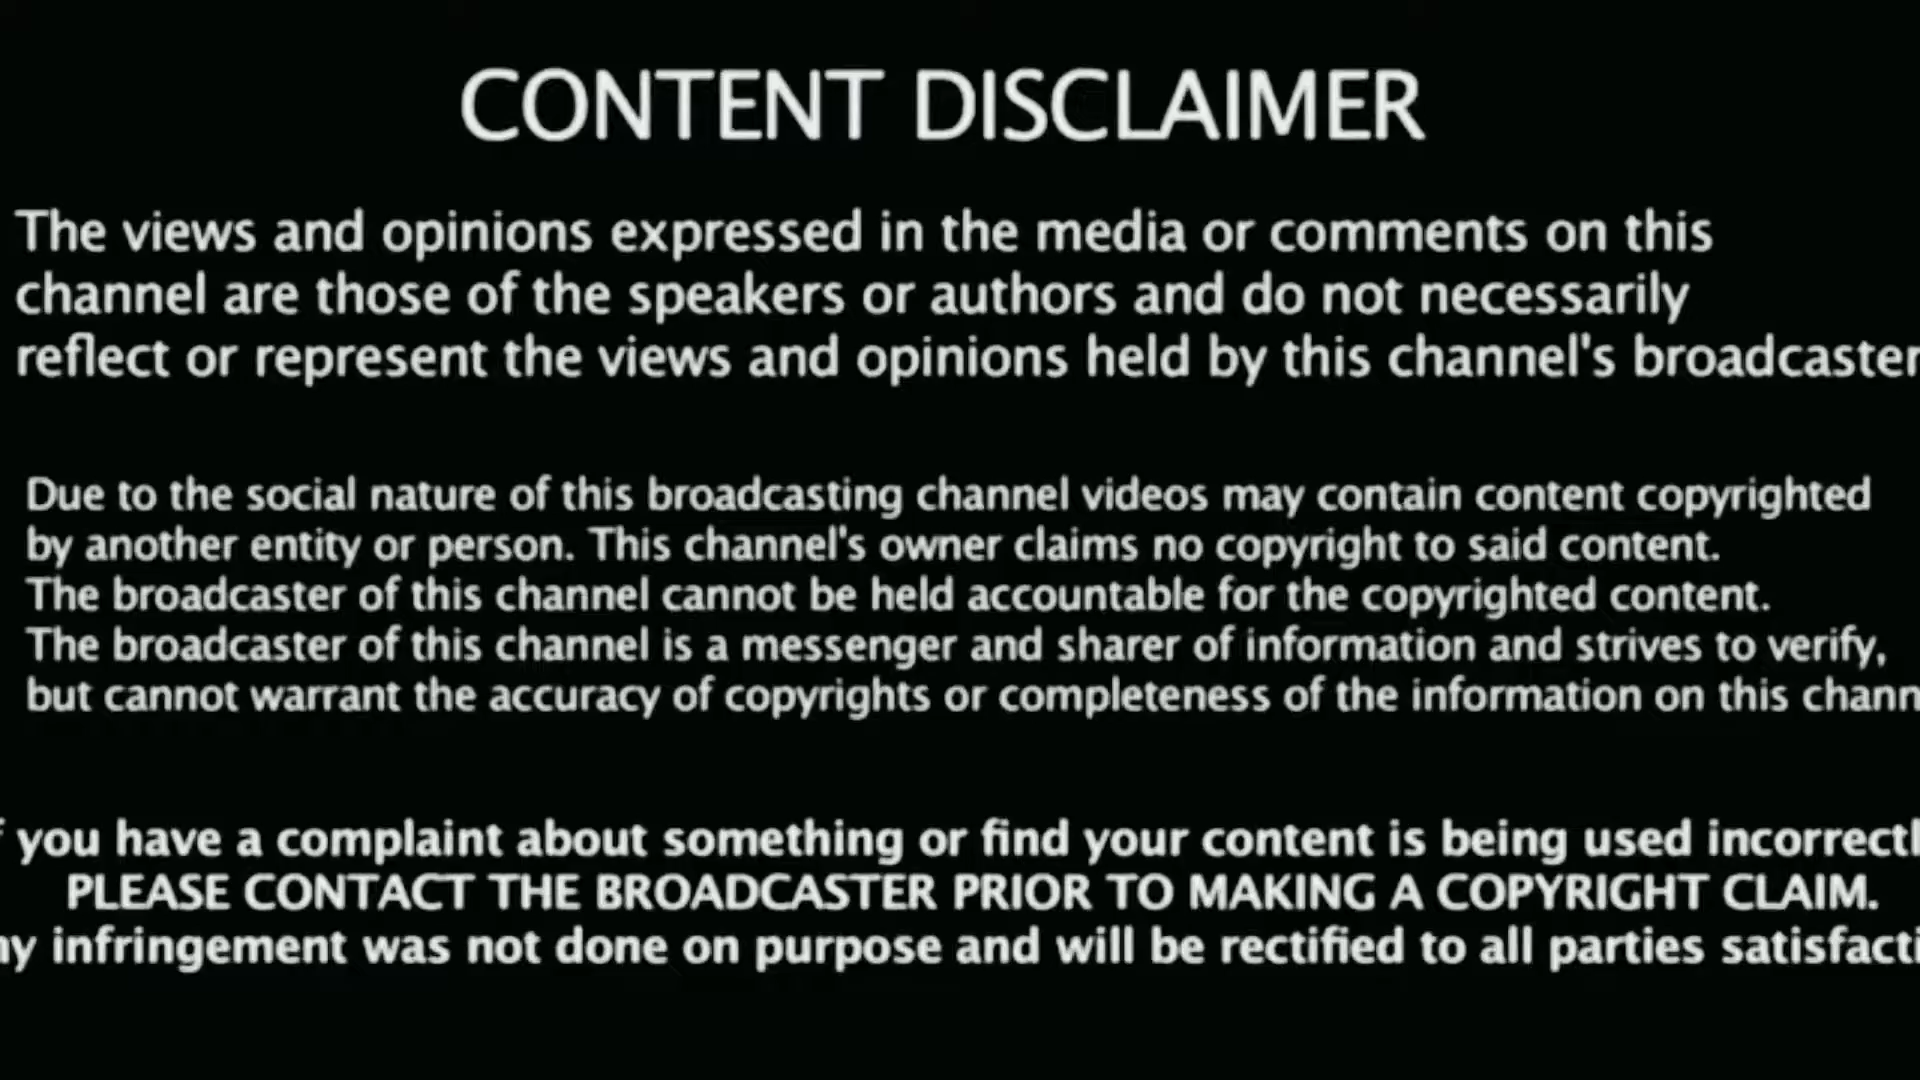 CONTENT DISCLAIMER
The views and opinions expressed in the media or comments on this
channel are those of the speakers or authors and do not necessarily
reflect or represent the views and opinions held by this channel's broadcaster
Due to the social nature of this broadcasting channel videos may contain content copyrighted
by another entity or person. This channel's owner claims no copyright to said content.
The broadcaster of this channel cannot be held accountable for the copyrighted content.
The broadcaster of this channel is a messenger and sharer of information and strives to verify,
but cannot warrant the accuracy of copyrights or completeness of the information on this chann
f you have a complaint about something or find your content is being used incorrectl
PLEASE CONTACT THE BROADCASTER PRIOR TO MAKING A COPYRIGHT CLAIM.
ny infringement was not done on purpose and will be rectified to all parties satisfacti